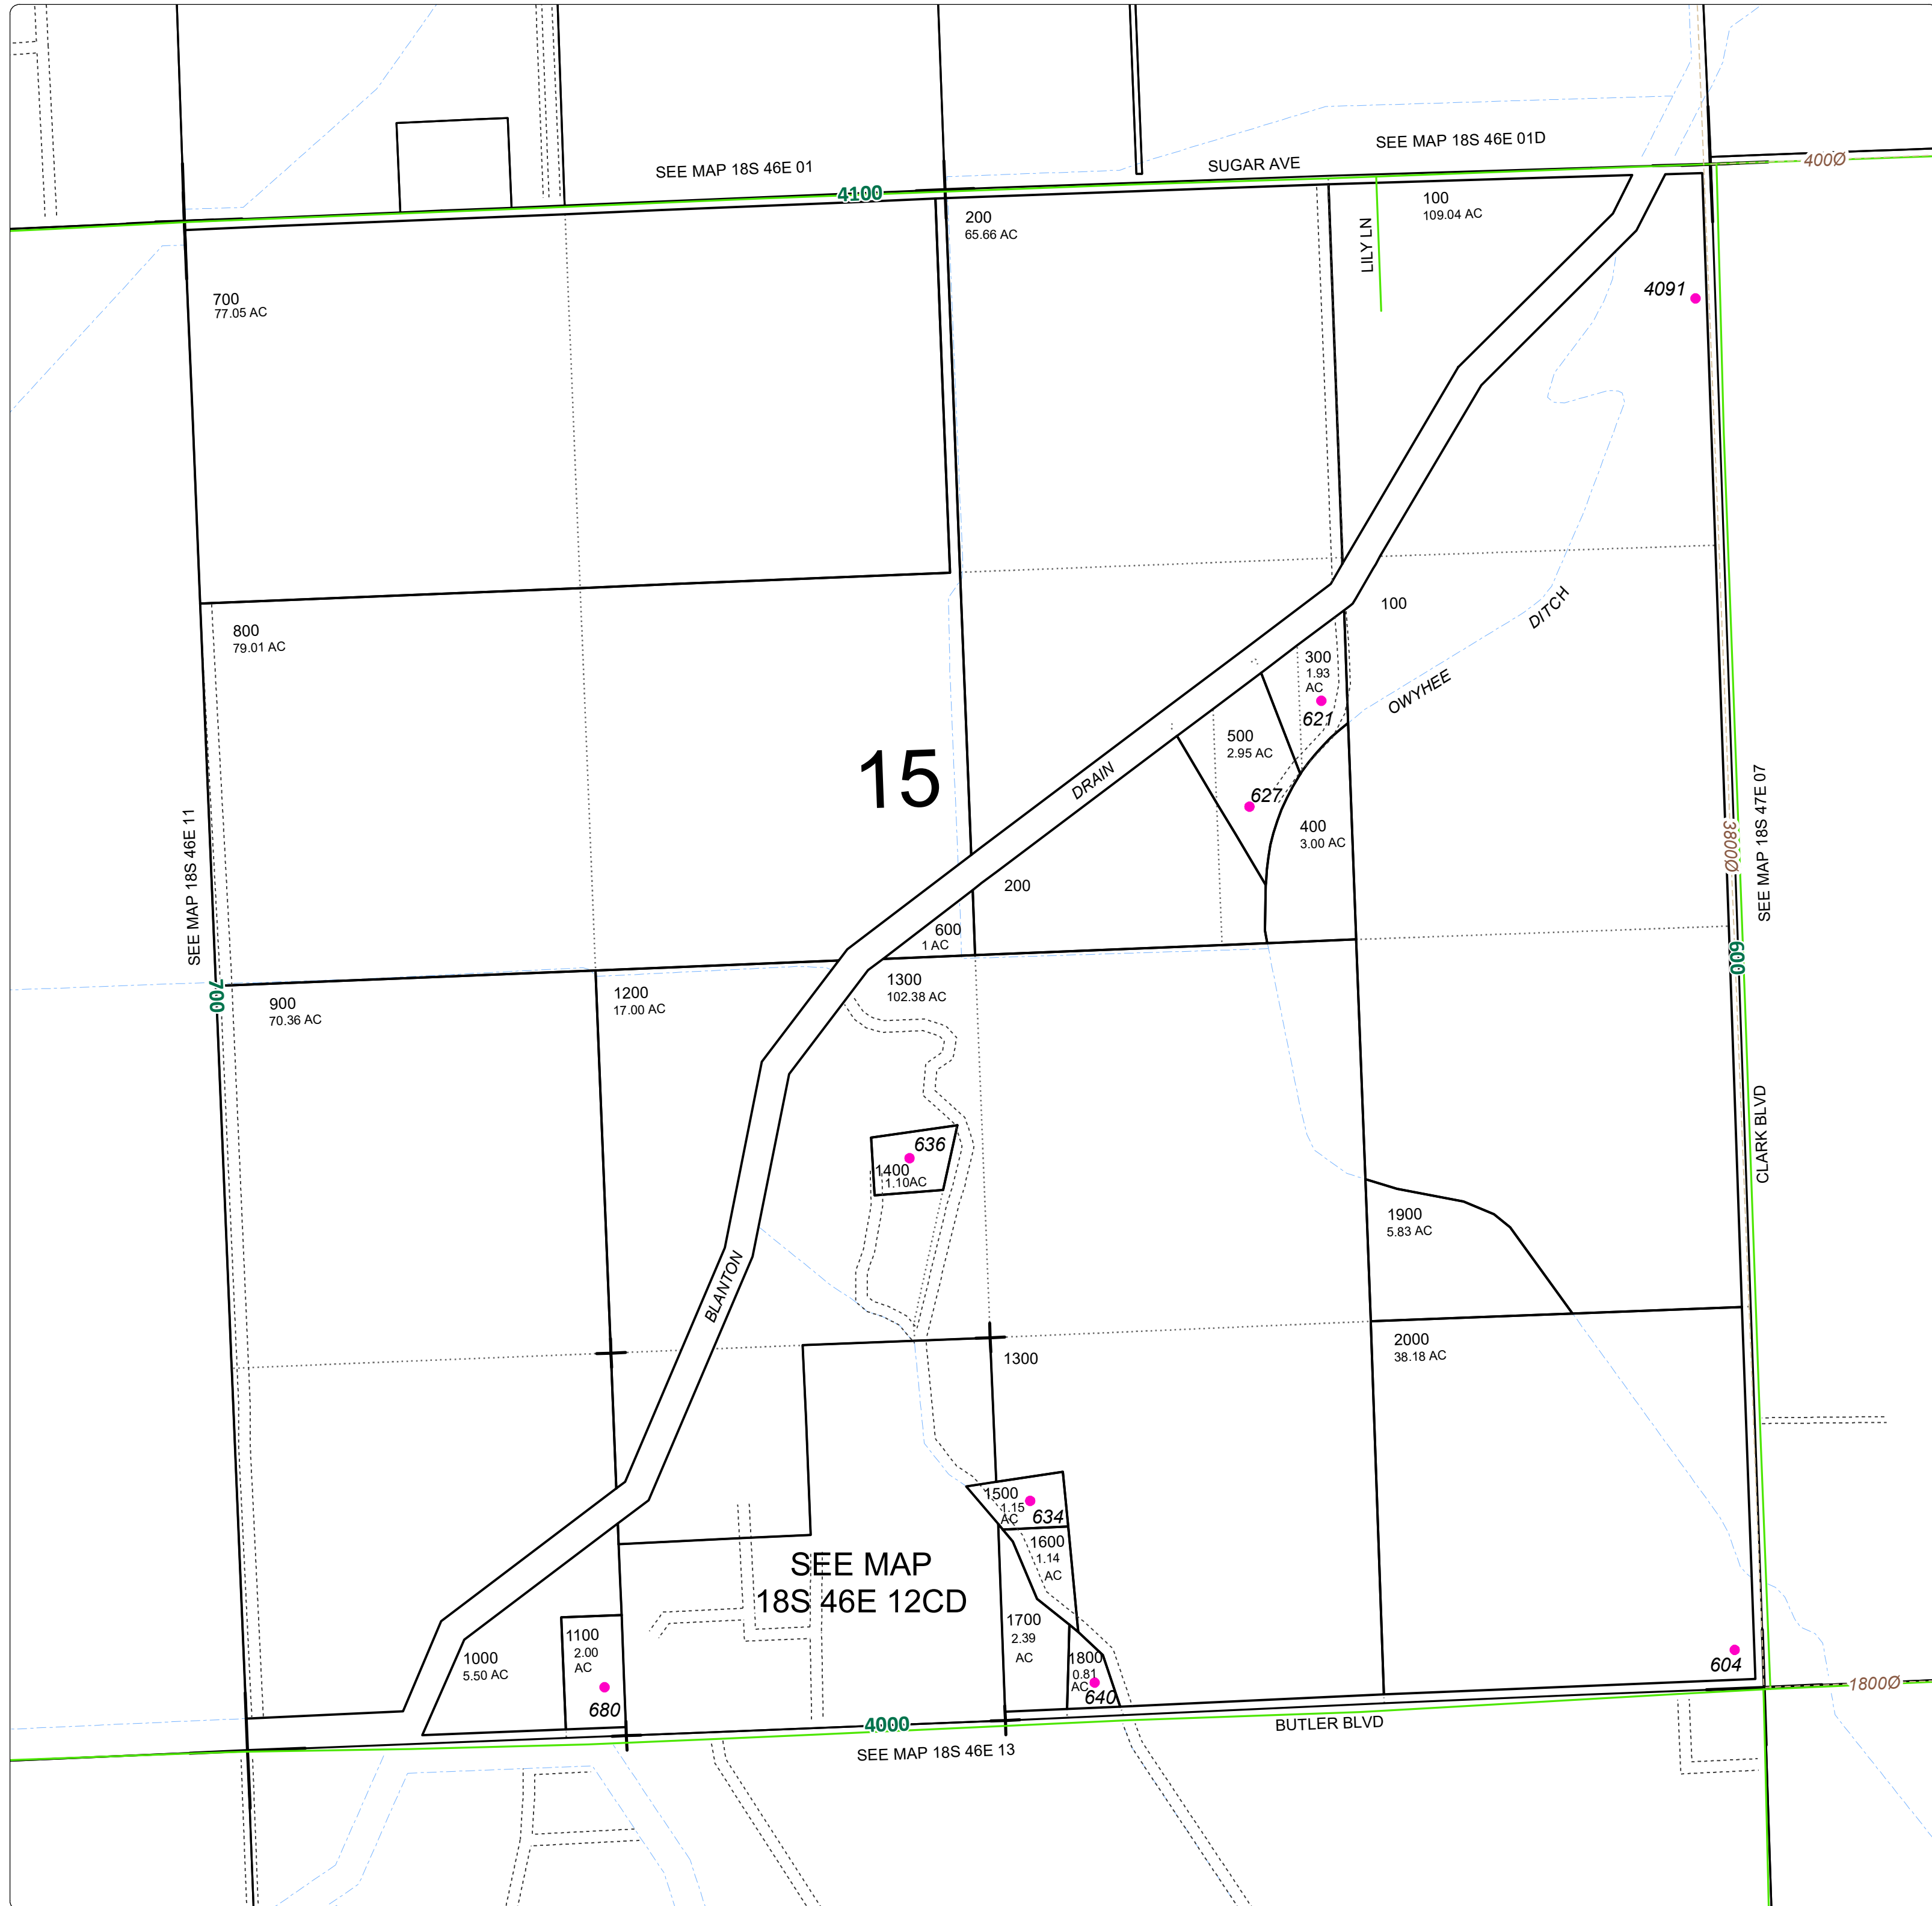 SEE MAP 18S 46E 01D
SEE MAP 18S 46E 01
SUGAR AVE
400Ø
4100
200
65.66 AC
100
109.04 AC
LILY LN
4091
700
77.05 AC
800
79.01 AC
100
DITCH
OWYHEE
300
1.93
AC
621
500
2.95 AC
627
15
DRAIN
400
3.00 AC
SEE MAP 18S 46E 11
SEE MAP 18S 47E 07
3800Ø
200
600
1 AC
600
700
900
70.36 AC
1200
17.00 AC
1300
102.38 AC
CLARK BLVD
636
1400
1.10AC
1900
5.83 AC
BLANTON
1300
2000
38.18 AC
1500
1.15
AC
634
1600
1.14
AC
SEE MAP
18S 46E 12CD
1700
2.39
AC
1000
5.50 AC
1100
2.00
AC
680
1800
0.81
AC
640
604
1800Ø
4000
BUTLER BLVD
SEE MAP 18S 46E 13